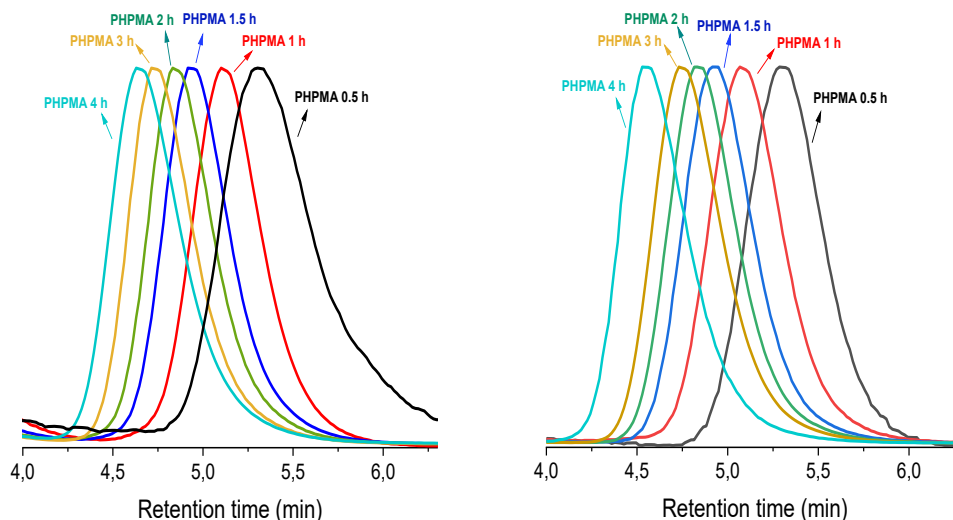 PHPMA 2 h
PHPMA 1.5 h
PHPMA 3 h
PHPMA 1 h
PHPMA 4 h
PHPMA 0.5 h
4,0 4,5 5,0 5,5 6,0
Retention time (min)
PHPMA 2 h
PHPMA 1.5 h
PHPMA 3 h
PHPMA 1 h
PHPMA 4 h
PHPMA 0.5 h
4,0 4,5 5,0 5,5 6,0
Retention time (min)